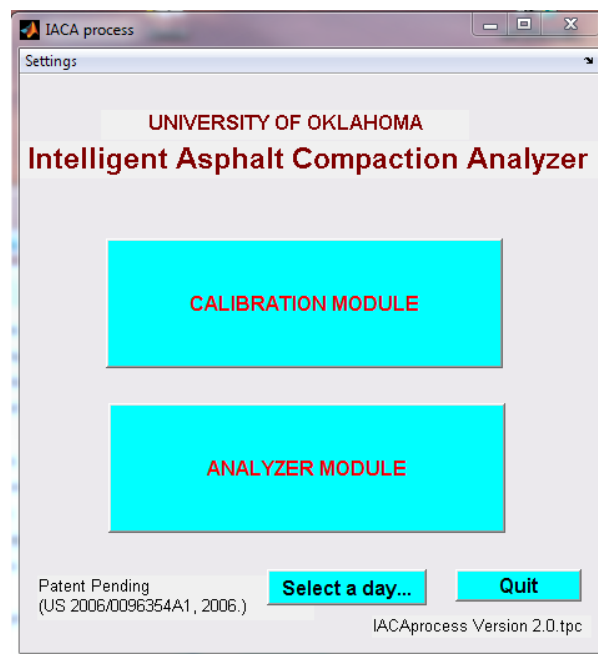 IACA process
Settings
UNIVERSITY OF OKLAHOMA
Intelligent Asphalt Compaction Analyzer
CALIBRATION MODULE
ANALYZER MODULE
Patent Pending
(US 2006/0096354A1, 2006.)
Select a day...
Quit
IACAprocess Version 2.0.tpc